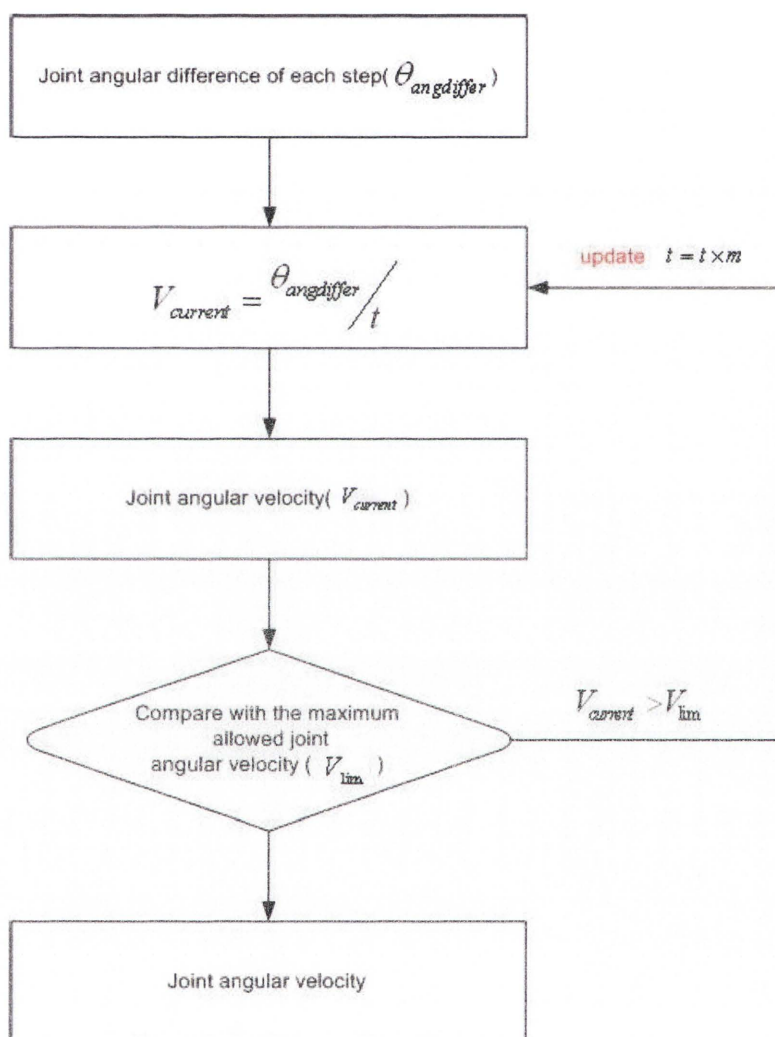 Joint angular difference of each step( θangdiffer )
Vcurrent = θangdiffer / t
update t = t × m
Joint angular velocity( Vcurrent )
Compare with the maximum
allowed joint
angular velocity ( Vlim )
Vcurrent > Vlim
Joint angular velocity